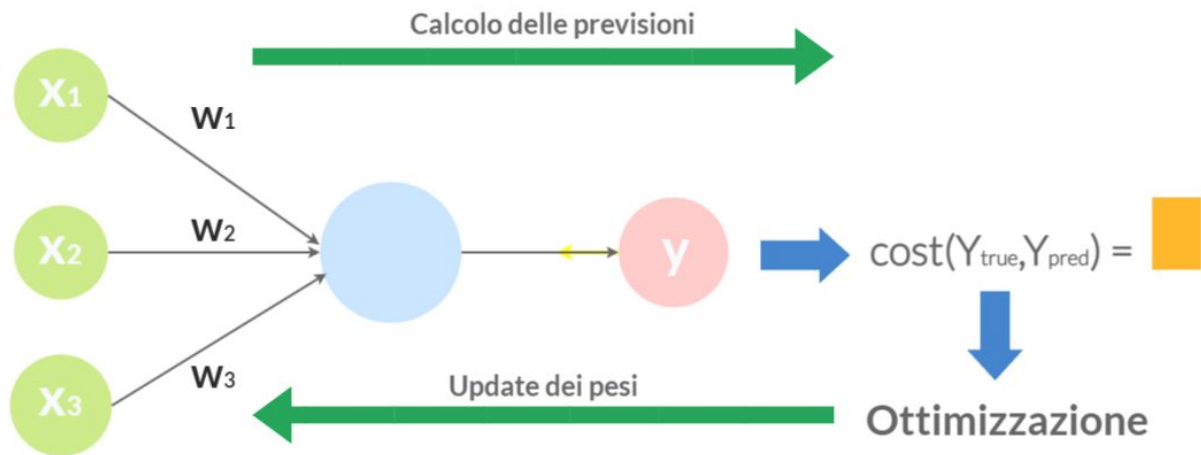 Calcolo delle previsioni
X1
W1
X2
W2
y
cost(Ytrue,Ypred) =
X3
W3
Update dei pesi
Ottimizzazione